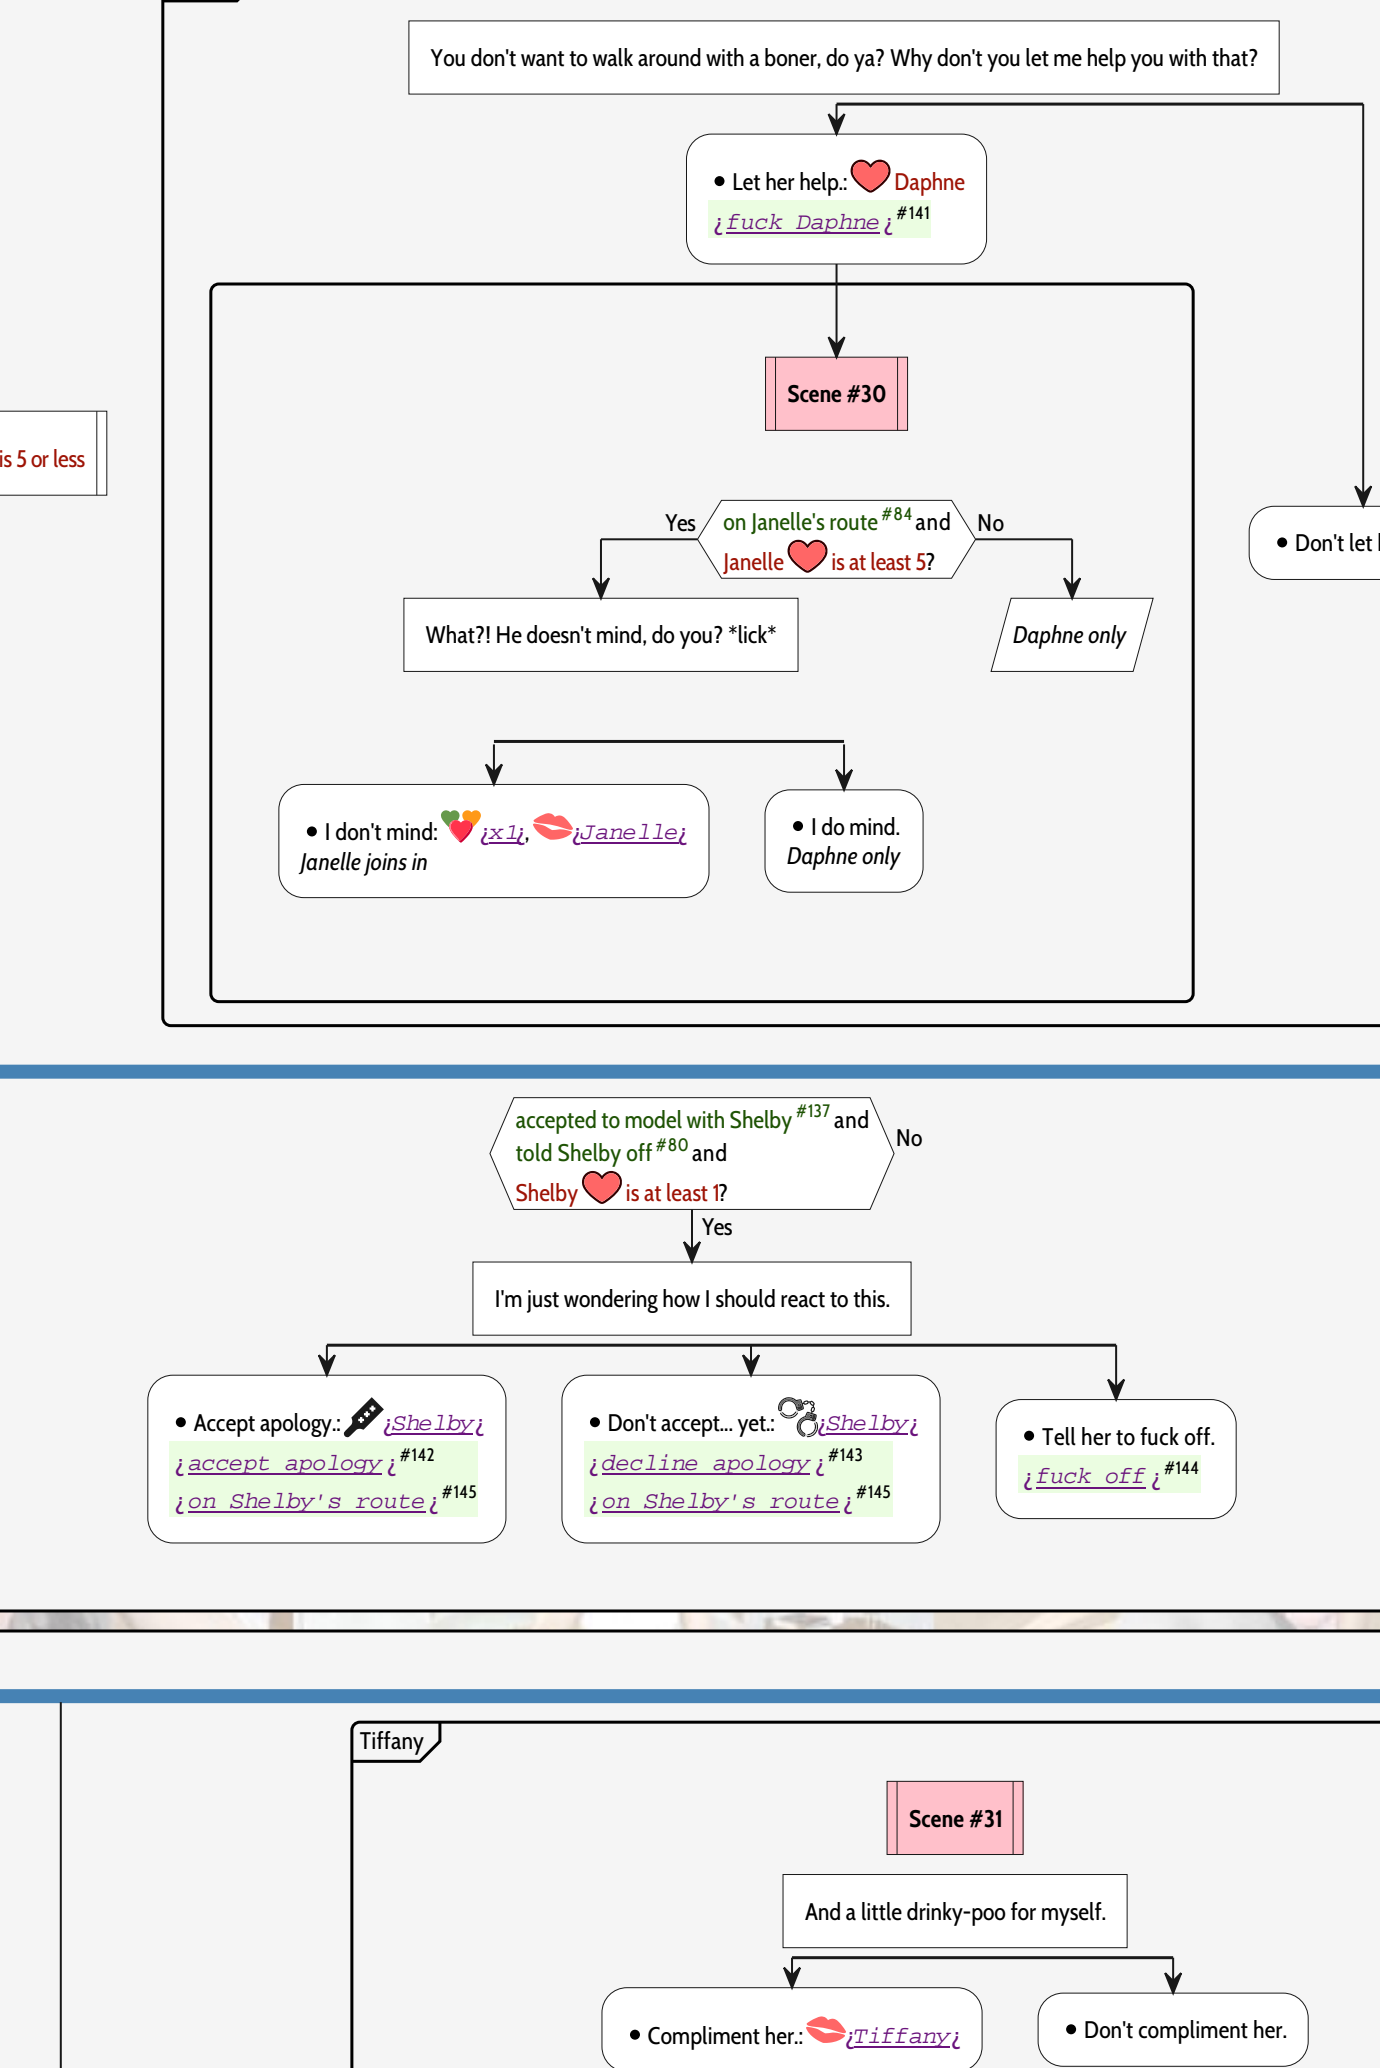 You don't want to walk around with a boner, do ya? Why don't you let me help you with that?
• Let her help.: Daphne
¿fuck Daphne¿ #141
Scene #30
is 5 or less
Yes
on Janelle's route #84 and
No
Janelle is at least 5?
• Don't let
What?! He doesn't mind, do you? *lick*
Daphne only
• I don't mind: ¿x1¿, ¿Janelle¿
Janelle joins in
• I do mind.
Daphne only
accepted to model with Shelby #137 and
told Shelby off #80 and
Shelby is at least 1?
No
Yes
I'm just wondering how I should react to this.
• Accept apology.: ¿Shelby¿
¿accept apology¿ #142
¿on Shelby's route¿ #145
• Don't accept... yet.: ¿Shelby¿
¿decline apology¿ #143
¿on Shelby's route¿ #145
• Tell her to fuck off.
¿fuck off¿ #144
Tiffany
Scene #31
And a little drinky-poo for myself.
• Compliment her.: ¿Tiffany¿
• Don't compliment her.